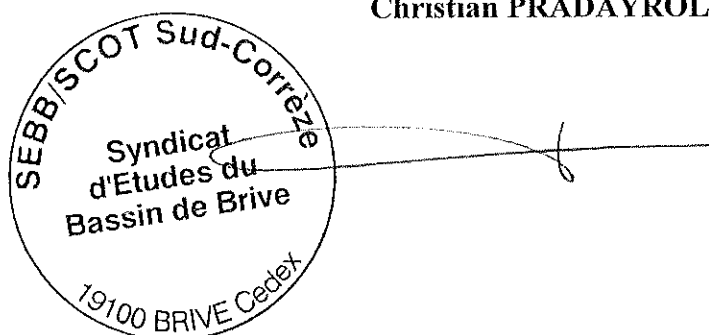 Christian PRADAYROL
SEBB/SCOT Sud-Corrèze
Syndicat
d'Etudes du
Bassin de Brive
19100 BRIVE Cedex